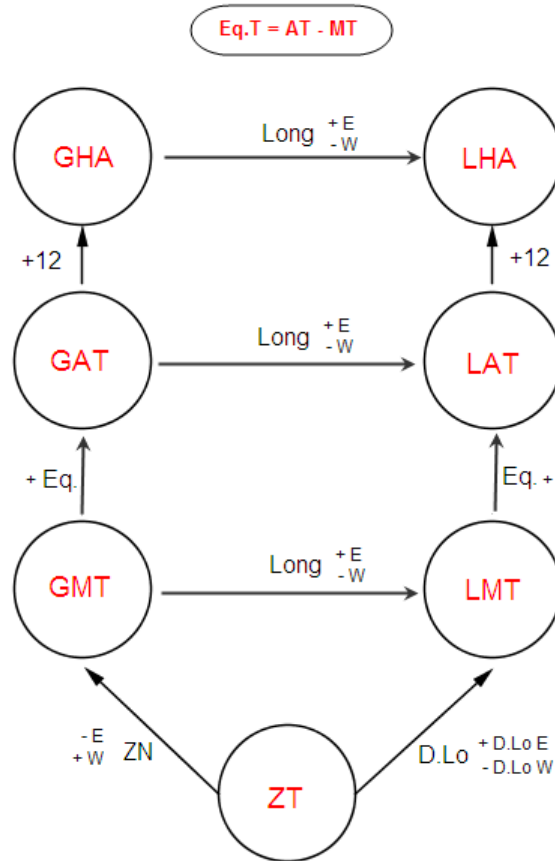 Eq.T = AT - MT
GHA
Long + E
- W
LHA
+12
+12
GAT
Long + E
- W
LAT
+ Eq.
Eq. +
GMT
Long + E
- W
LMT
- E
+ W ZN
D.Lo + D.Lo E
- D.Lo W
ZT